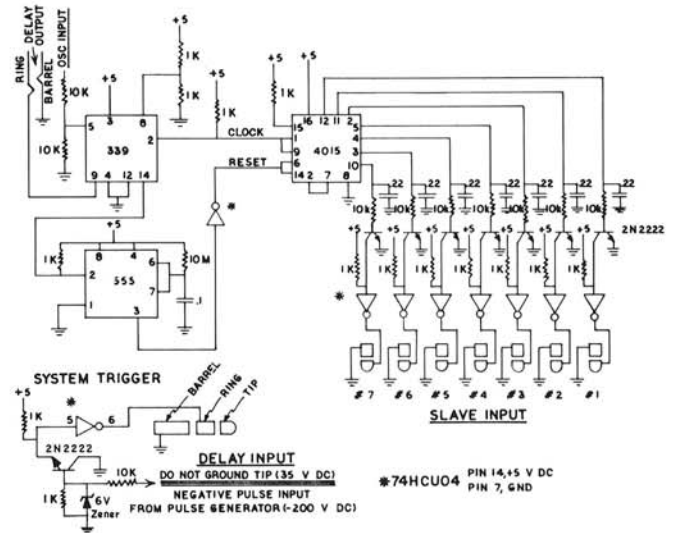 RING
DELAY
OUTPUT
BARREL
OSC INPUT
+5
+5
+5
+5
+5
1K
1K
1K
1K
10K
10K
5
3
8
2
339
9
4
12
14
CLOCK
RESET
15
16
12
11
2
1
9
6
14
5
4
3
10
4015
2
7
8
✳
+5
1K
8
4
6
7
2
1
3
555
10M
.1
.22
.22
.22
.22
.22
.22
.22
10k
10k
10k
10k
10k
10k
10k
+5
+5
+5
+5
+5
+5
+5
2N2222
1K
1K
1K
1K
1K
1K
1K
✳
#7
#6
#5
#4
#3
#2
#1
SLAVE INPUT
SYSTEM TRIGGER
+5
1K
✳
5
6
BARREL
RING
TIP
2N2222
10K
1K
6V
Zener
DELAY INPUT
DO NOT GROUND TIP (35 V DC)
NEGATIVE PULSE INPUT
FROM PULSE GENERATOR (-200 V DC)
✳74HCU04 PIN 14,+5 V DC
PIN 7, GND